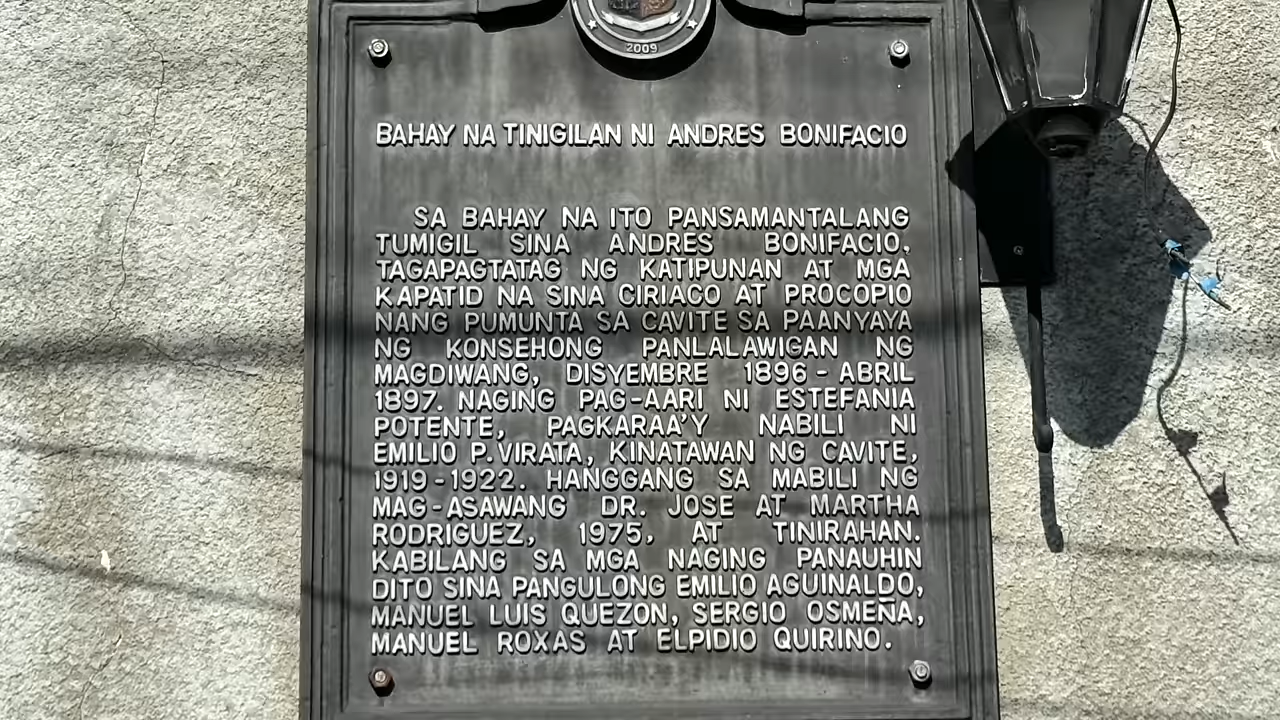 2009
BAHAY NA TINIGILAN NI ANDRES BONIFACIO
SA BAHAY NA ITO PANSAMANTALANG
TUMIGIL SINA ANDRES BONIFACIO,
TAGAPAGTATAG NG KATIPUNAN AT MGA
KAPATID NA SINA CIRIACO AT PROCOPIO
NANG PUMUNTA SA CAVITE SA PAANYAYA
NG KONSEHONG PANLALAWIGAN NG
MAGDIWANG, DISYEMBRE 1896 - ABRIL
1897. NAGING PAG-AARI NI ESTEFANIA
POTENTE, PAGKARAA'Y NABILI NI
EMILIO P. VIRATA, KINATAWAN NG CAVITE,
1919 - 1922. HANGGANG SA MABILI NG
MAG-ASAWANG DR. JOSE AT MARTHA
RODRIGUEZ, 1975, AT TINIRAHAN.
KABILANG SA MGA NAGING PANAUHIN
DITO SINA PANGULONG EMILIO AGUINALDO,
MANUEL LUIS QUEZON, SERGIO OSMEÑA,
MANUEL ROXAS AT ELPIDIO QUIRINO.